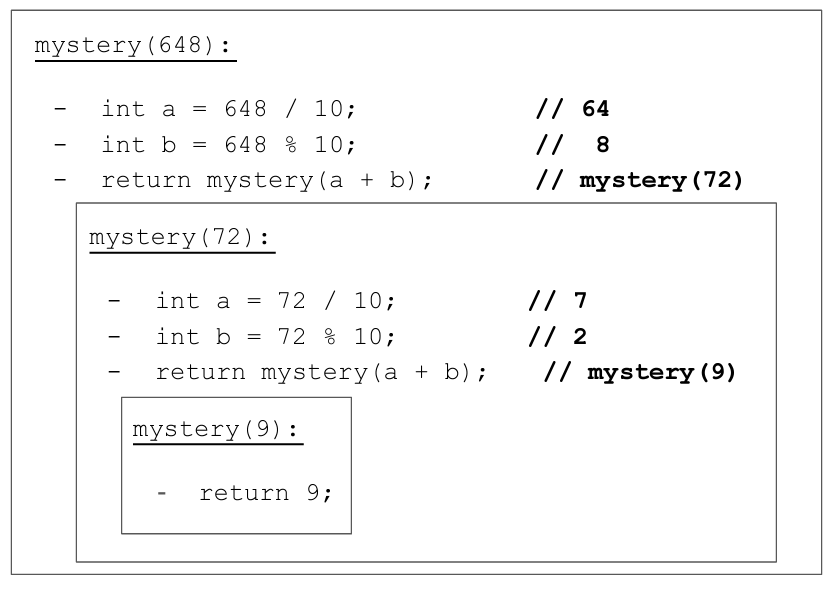 mystery(648):
- int a = 648 / 10; // 64
- int b = 648 % 10; // 8
- return mystery(a + b); // mystery(72)
mystery(72):
- int a = 72 / 10; // 7
- int b = 72 % 10; // 2
- return mystery(a + b); // mystery(9)
mystery(9):
- return 9;